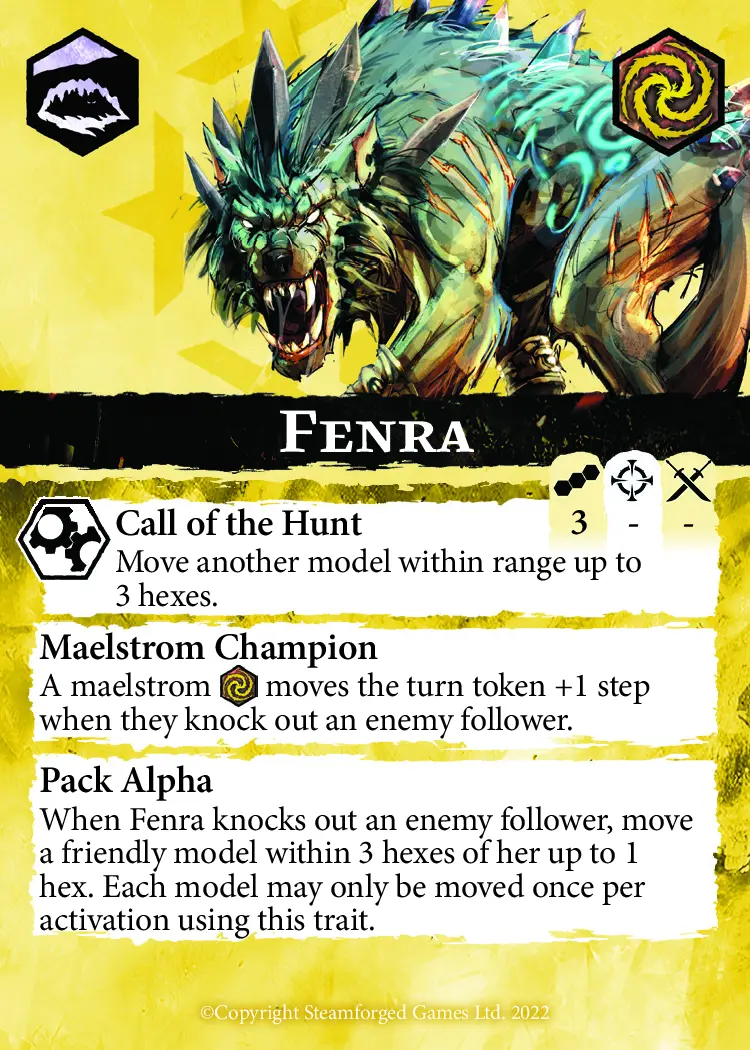 FENRA
Call of the Hunt
3 - -
Move another model within range up to
3 hexes.
Maelstrom Champion
A maelstrom moves the turn token +1 step
when they knock out an enemy follower.
Pack Alpha
When Fenra knocks out an enemy follower, move
a friendly model within 3 hexes of her up to 1
hex. Each model may only be moved once per
activation using this trait.
©Copyright Steamforged Games Ltd. 2022